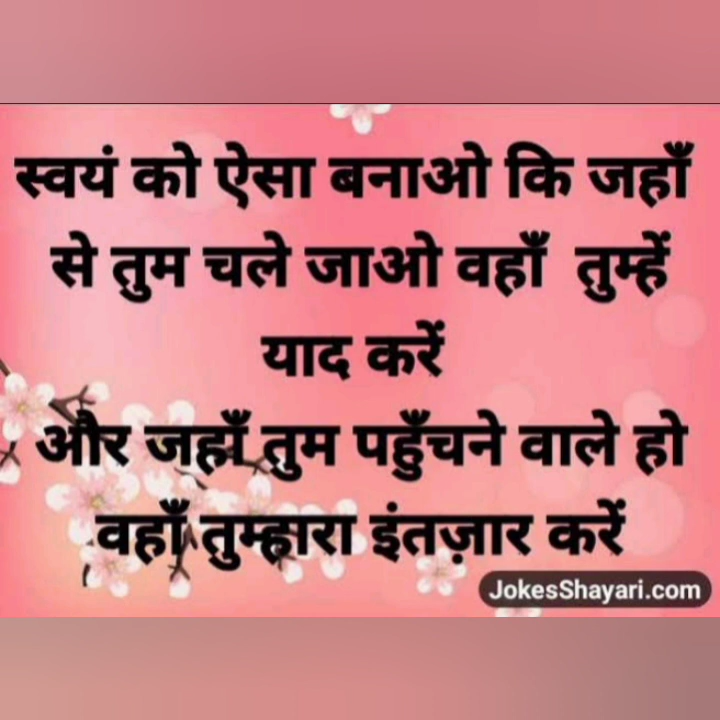 स्वयं को ऐसा बनाओ कि जहाँ
से तुम चले जाओ वहाँ तुम्हें
याद करें
और जहाँ तुम पहुँचने वाले हो
वहाँ तुम्हारा इंतज़ार करें
JokesShayari.com